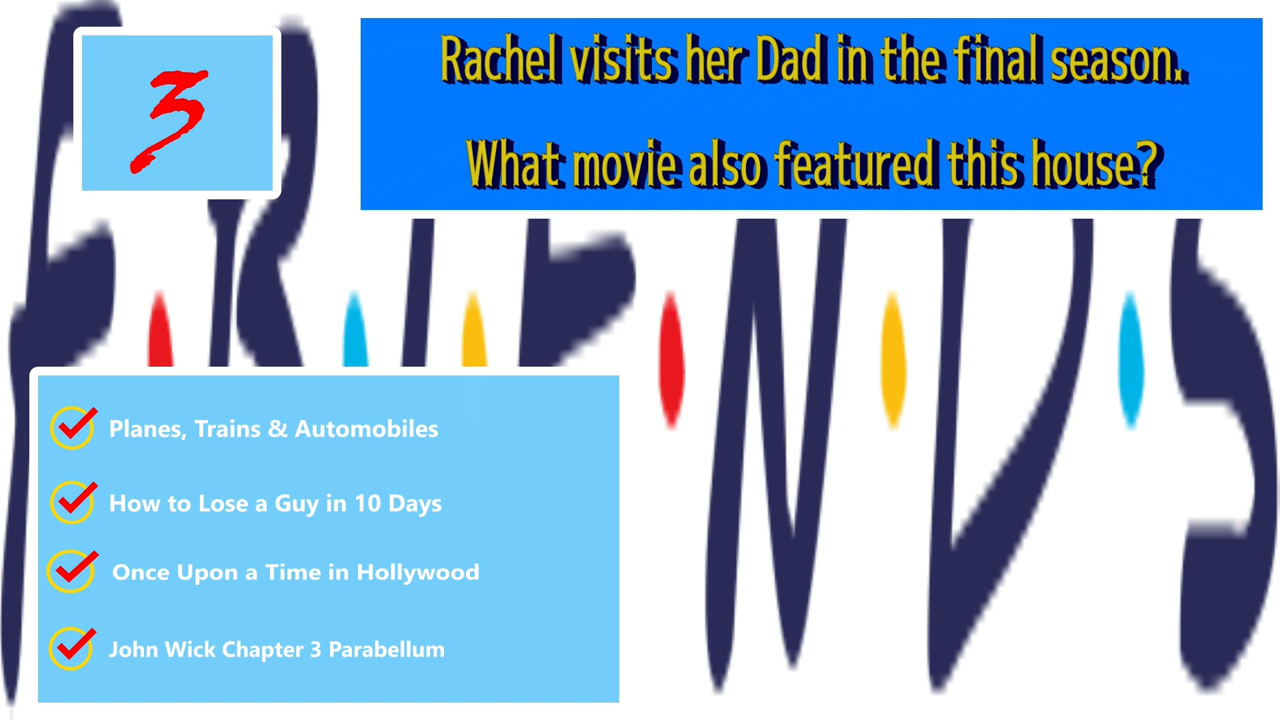 3
Rachel visits her Dad in the final season.
What movie also featured this house?
F.R.I.E.N.D.S
Planes, Trains & Automobiles
How to Lose a Guy in 10 Days
Once Upon a Time in Hollywood
John Wick Chapter 3 Parabellum